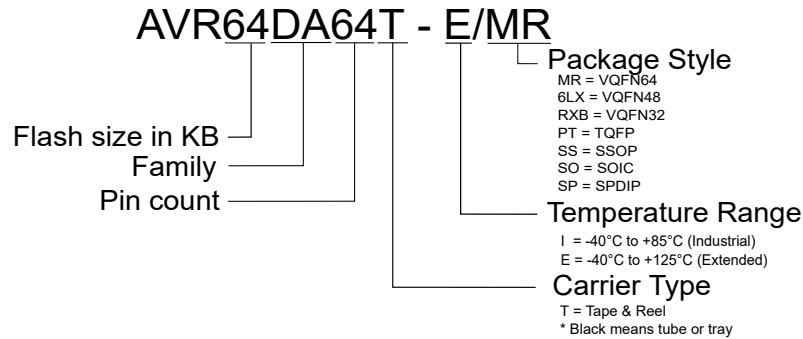 AVR64DA64T - E/MR
Package Style
MR = VQFN64
6LX = VQFN48
RXB = VQFN32
PT = TQFP
SS = SSOP
SO = SOIC
SP = SPDIP
Flash size in KB
Family
Pin count
Temperature Range
I = -40°C to +85°C (Industrial)
E = -40°C to +125°C (Extended)
Carrier Type
T = Tape & Reel
* Black means tube or tray